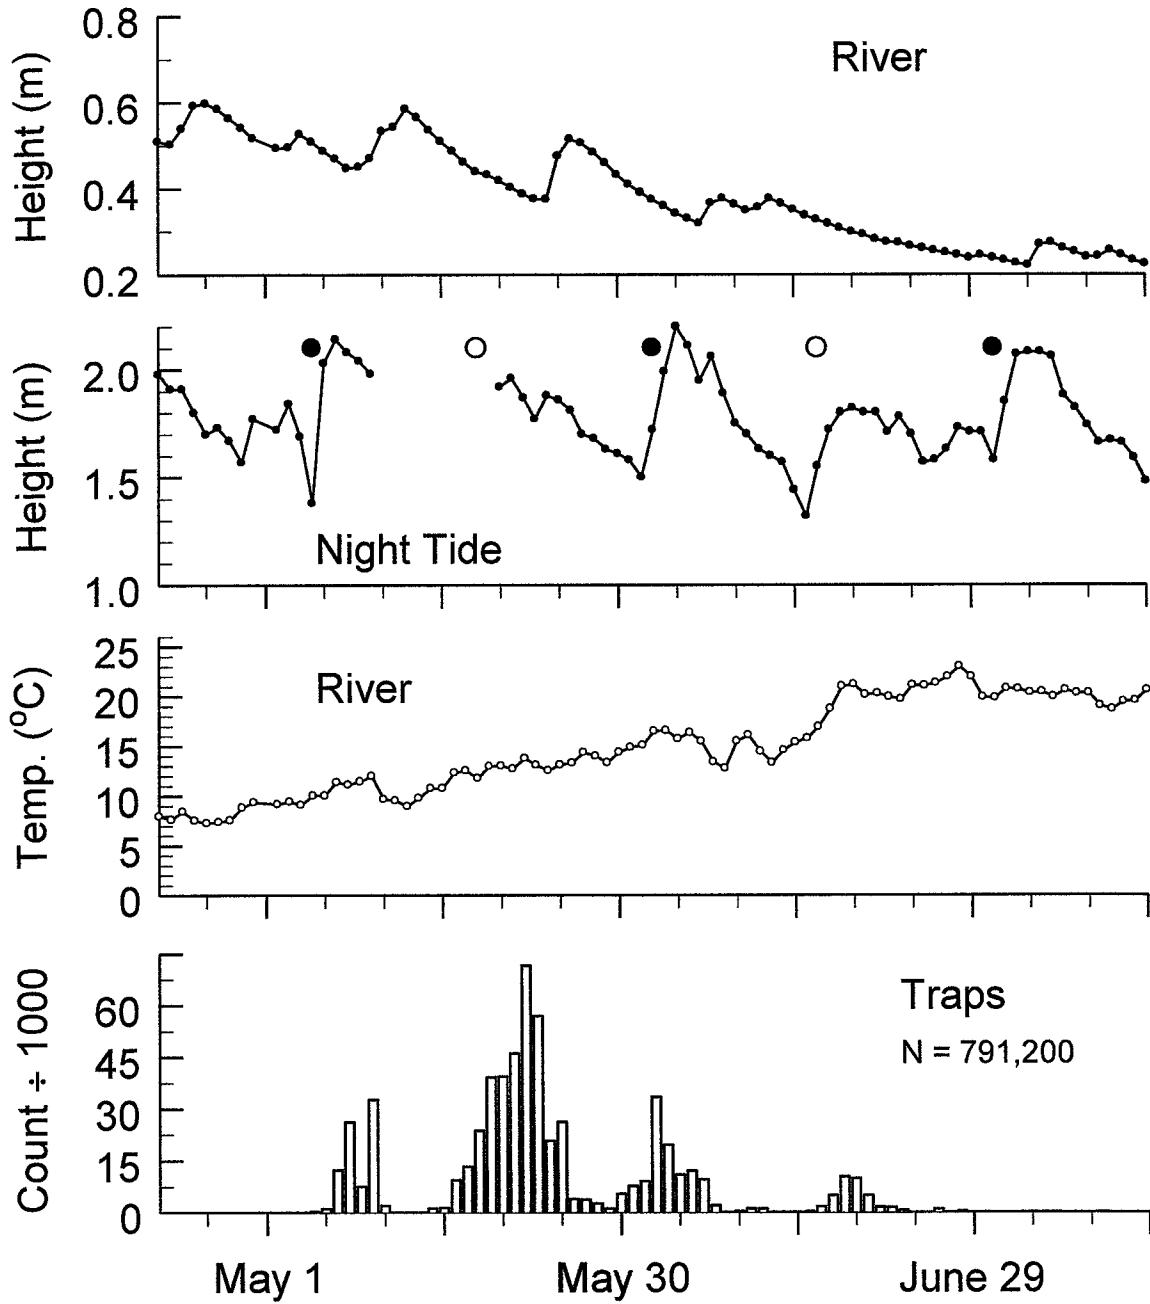 0.8
River
0.6
0.4
0.2
Height (m)
2.0
1.5
1.0
Height (m)
Night Tide
25
20
15
10
5
0
Temp. (°C)
River
60
45
30
15
0
Count ÷ 1000
Traps
N = 791,200
May 1
May 30
June 29